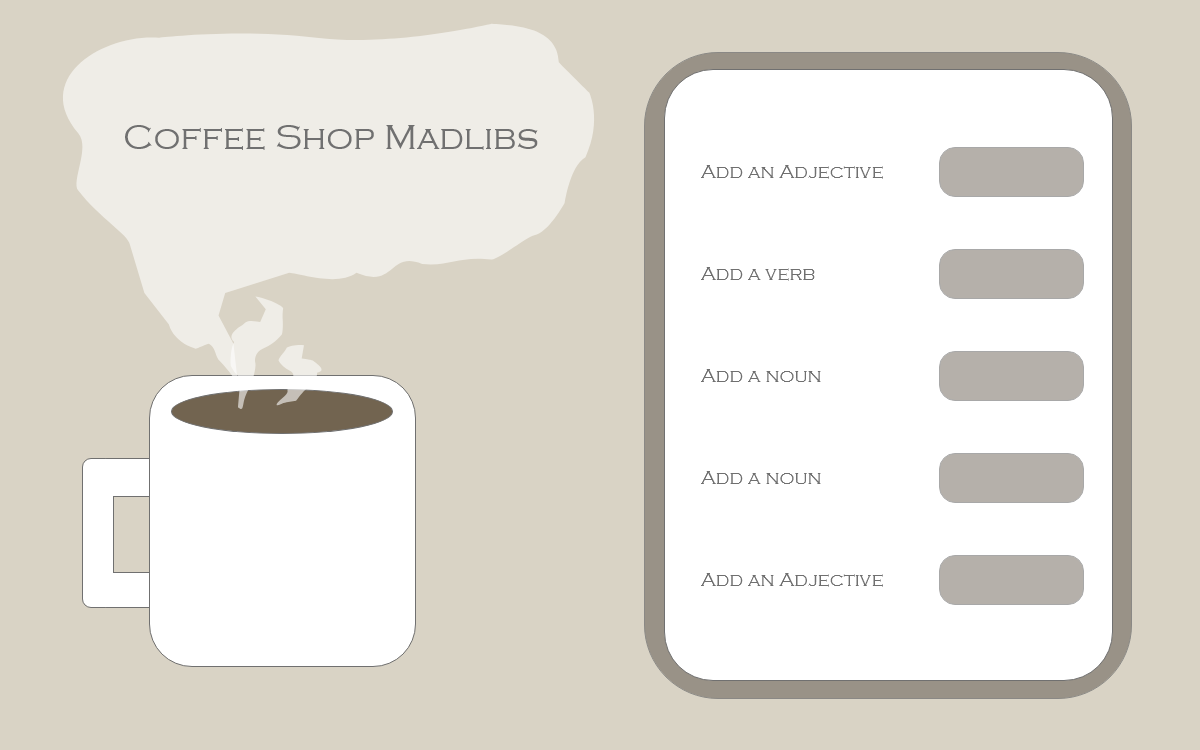 Coffee Shop Madlibs
Add an Adjective
Add a verb
Add a noun
Add a noun
Add an Adjective